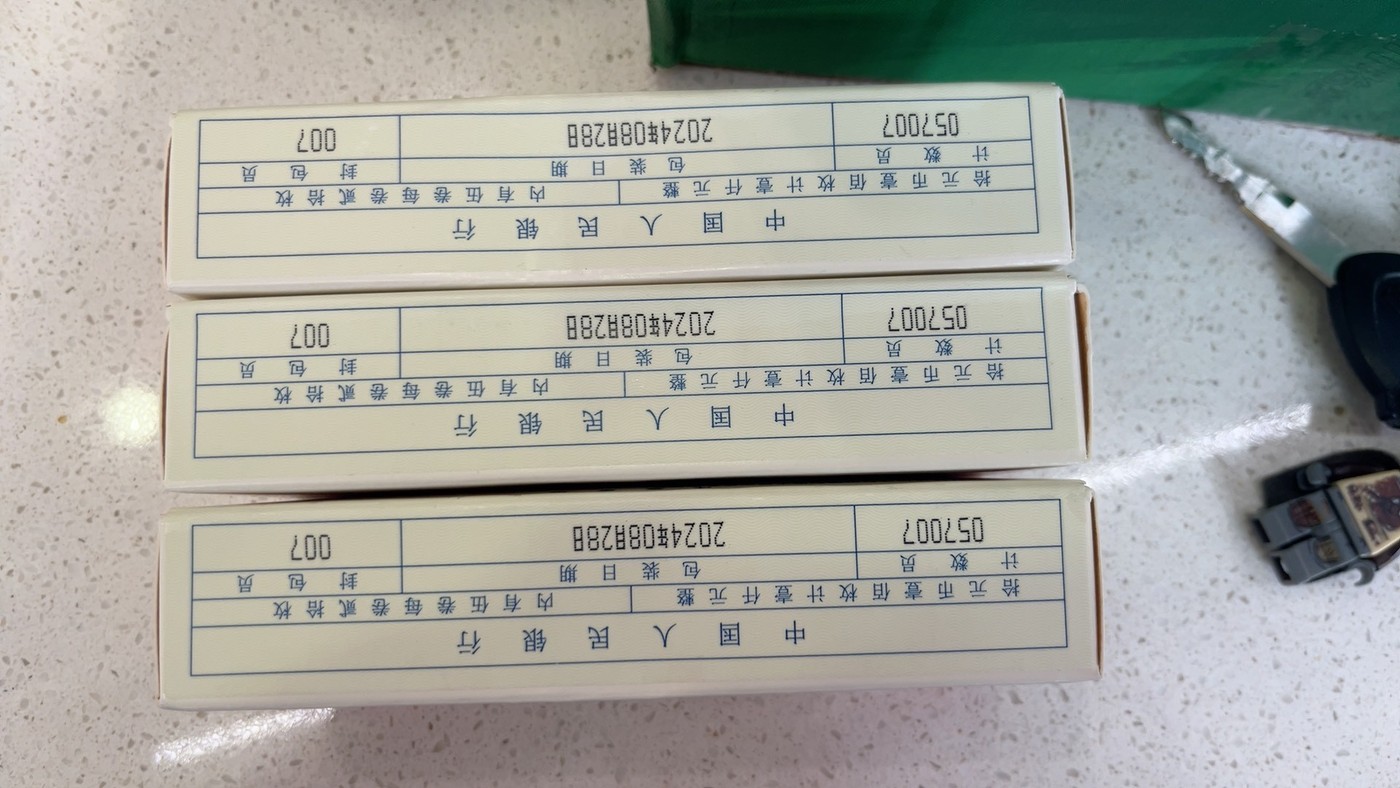 中国人民银行
拾元币壹佰枚计壹仟元整 内有伍卷每卷贰拾枚
计数员 包装日期 封包员
057007 2024年08月28日 007
中国人民银行
拾元币壹佰枚计壹仟元整 内有伍卷每卷贰拾枚
计数员 包装日期 封包员
057007 2024年08月28日 007
中国人民银行
拾元币壹佰枚计壹仟元整 内有伍卷每卷贰拾枚
计数员 包装日期 封包员
057007 2024年08月28日 007